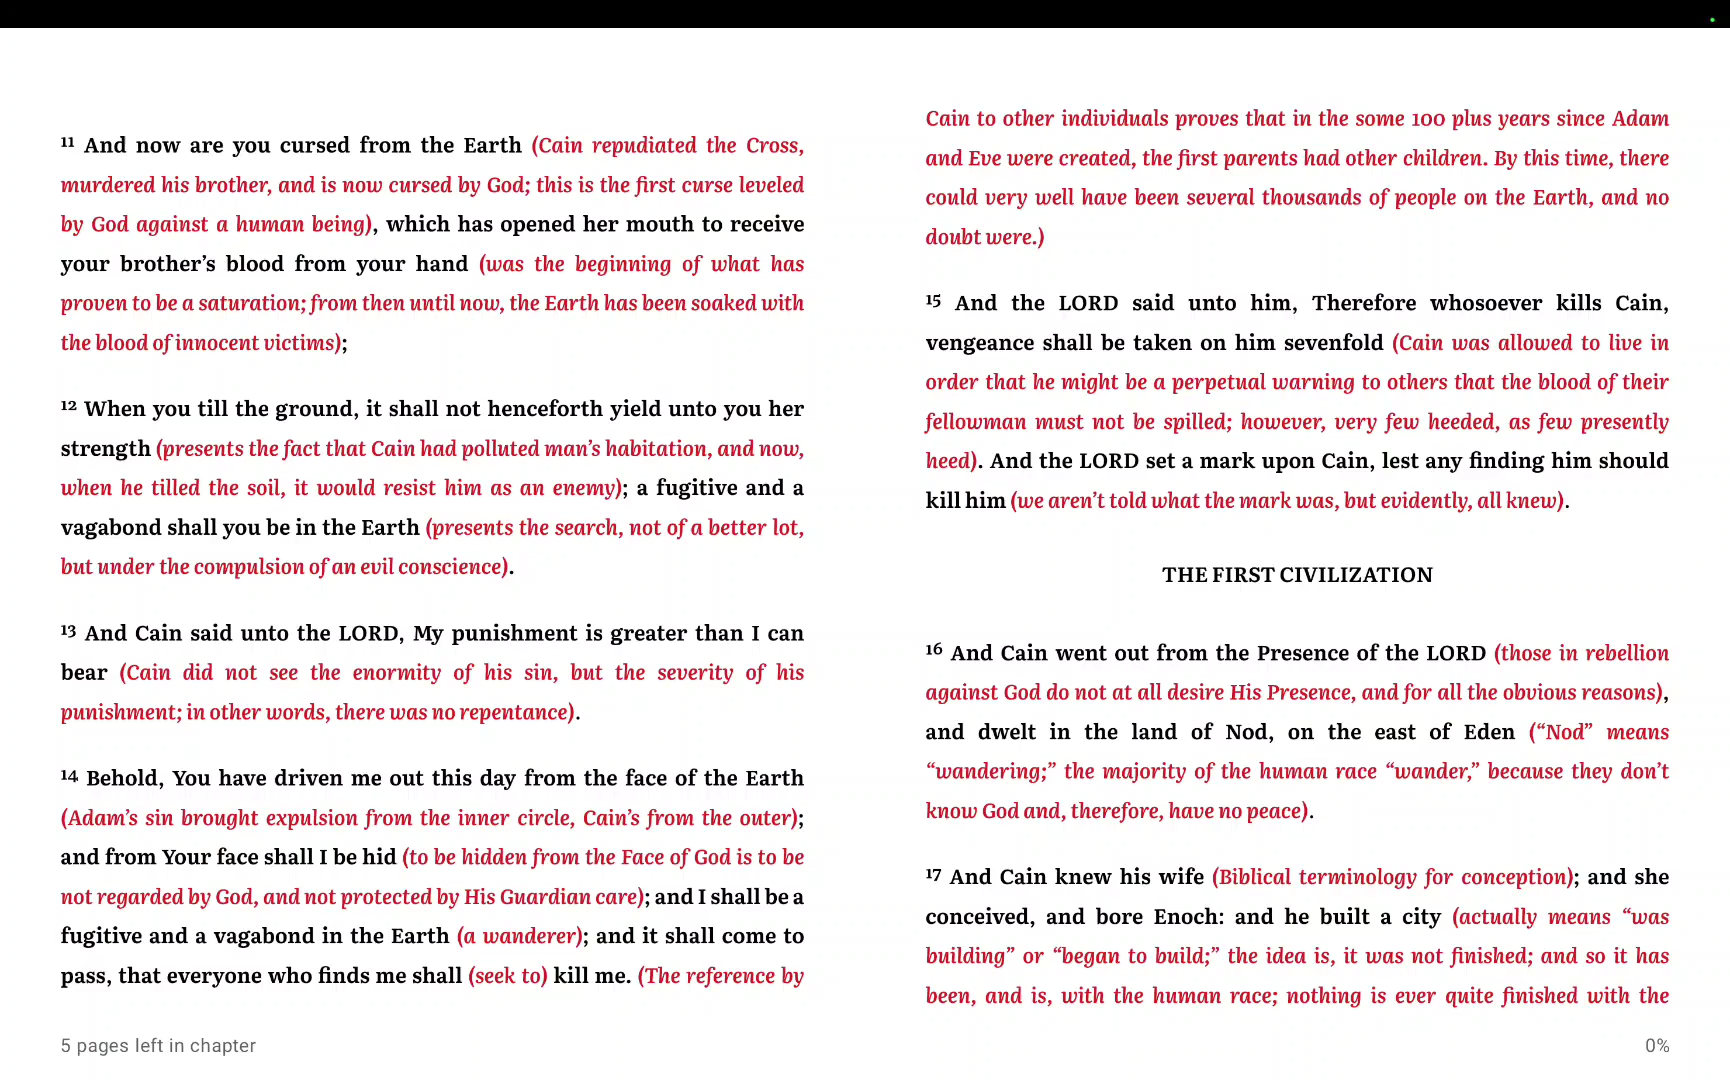 ¹¹ And now are you cursed from the Earth (Cain repudiated the Cross,
murdered his brother, and is now cursed by God; this is the first curse leveled
by God against a human being), which has opened her mouth to receive
your brother’s blood from your hand (was the beginning of what has
proven to be a saturation; from then until now, the Earth has been soaked with
the blood of innocent victims);
¹² When you till the ground, it shall not henceforth yield unto you her
strength (presents the fact that Cain had polluted man’s habitation, and now,
when he tilled the soil, it would resist him as an enemy); a fugitive and a
vagabond shall you be in the Earth (presents the search, not of a better lot,
but under the compulsion of an evil conscience).
¹³ And Cain said unto the LORD, My punishment is greater than I can
bear (Cain did not see the enormity of his sin, but the severity of his
punishment; in other words, there was no repentance).
¹⁴ Behold, You have driven me out this day from the face of the Earth
(Adam’s sin brought expulsion from the inner circle, Cain’s from the outer);
and from Your face shall I be hid (to be hidden from the Face of God is to be
not regarded by God, and not protected by His Guardian care); and I shall be a
fugitive and a vagabond in the Earth (a wanderer); and it shall come to
pass, that everyone who finds me shall (seek to) kill me. (The reference by
Cain to other individuals proves that in the some 100 plus years since Adam
and Eve were created, the first parents had other children. By this time, there
could very well have been several thousands of people on the Earth, and no
doubt were.)
¹⁵ And the LORD said unto him, Therefore whosoever kills Cain,
vengeance shall be taken on him sevenfold (Cain was allowed to live in
order that he might be a perpetual warning to others that the blood of their
fellowman must not be spilled; however, very few heeded, as few presently
heed). And the LORD set a mark upon Cain, lest any finding him should
kill him (we aren’t told what the mark was, but evidently, all knew).
THE FIRST CIVILIZATION
¹⁶ And Cain went out from the Presence of the LORD (those in rebellion
against God do not at all desire His Presence, and for all the obvious reasons),
and dwelt in the land of Nod, on the east of Eden (“Nod” means
“wandering;” the majority of the human race “wander,” because they don’t
know God and, therefore, have no peace).
¹⁷ And Cain knew his wife (Biblical terminology for conception); and she
conceived, and bore Enoch: and he built a city (actually means “was
building” or “began to build;” the idea is, it was not finished; and so it has
been, and is, with the human race; nothing is ever quite finished with the
5 pages left in chapter
0%